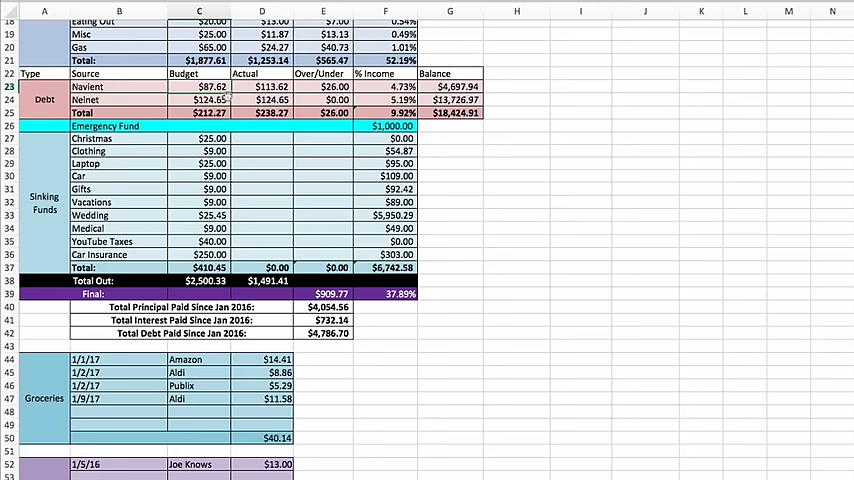 A B C D E F G H I J K L M N
18 Eating Out $20.00 $13.00 $7.00 0.54%
19 Misc $25.00 $11.87 $13.13 0.49%
20 Gas $65.00 $24.27 $40.73 1.01%
21 Total: $1,877.61 $1,253.14 $565.47 52.19%
22 Type Source Budget Actual Over/Under % Income Balance
23 Navient $87.62 $113.62 $26.00 4.73% $4,697.94
24 Debt Nelnet $124.65 $124.65 $0.00 5.19% $13,726.97
25 Total $212.27 $238.27 $26.00 9.92% $18,424.91
26 Emergency Fund $1,000.00
27 Christmas $25.00 $0.00
28 Clothing $9.00 $54.87
29 Laptop $25.00 $95.00
30 Car $9.00 $109.00
31 Gifts $9.00 $92.42
32 Sinking Funds Vacations $9.00 $89.00
33 Wedding $25.45 $5,950.29
34 Medical $9.00 $49.00
35 YouTube Taxes $40.00 $0.00
36 Car Insurance $250.00 $303.00
37 Total: $410.45 $0.00 $0.00 $6,742.58
38 Total Out: $2,500.33 $1,491.41
39 Final: $909.77 37.89%
40 Total Principal Paid Since Jan 2016: $4,054.56
41 Total Interest Paid Since Jan 2016: $732.14
42 Total Debt Paid Since Jan 2016: $4,786.70
43
44 1/1/17 Amazon $14.41
45 1/2/17 Aldi $8.86
46 1/2/17 Publix $5.29
47 Groceries 1/9/17 Aldi $11.58
48
49
50 $40.14
51
52 1/5/16 Joe Knows $13.00
53